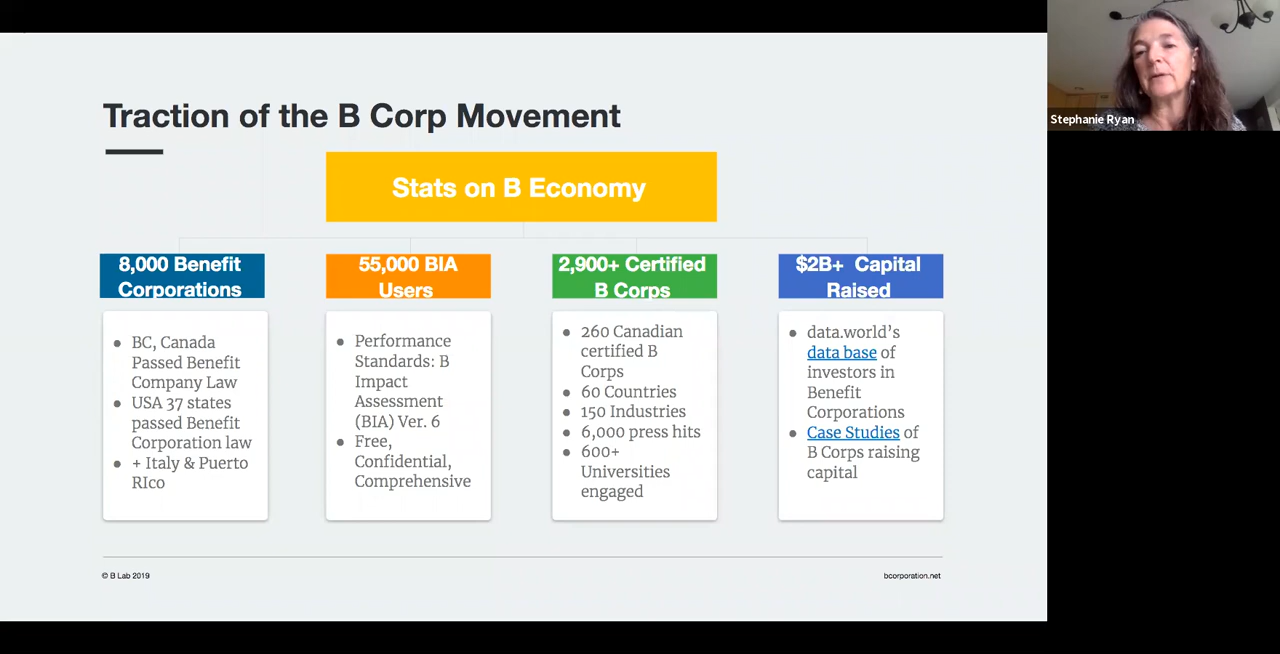 Traction of the B Corp Movement
Stats on B Economy
8,000 Benefit
Corporations
BC, Canada
Passed Benefit
Company Law
USA 37 states
passed Benefit
Corporation law
+ Italy & Puerto
RIco
55,000 BIA
Users
Performance
Standards: B
Impact
Assessment
(BIA) Ver. 6
Free,
Confidential,
Comprehensive
2,900+ Certified
B Corps
260 Canadian
certified B
Corps
60 Countries
150 Industries
6,000 press hits
600+
Universities
engaged
$2B+ Capital
Raised
data.world’s
data base of
investors in
Benefit
Corporations
Case Studies of
B Corps raising
capital
© B Lab 2019
bcorporation.net
Stephanie Ryan